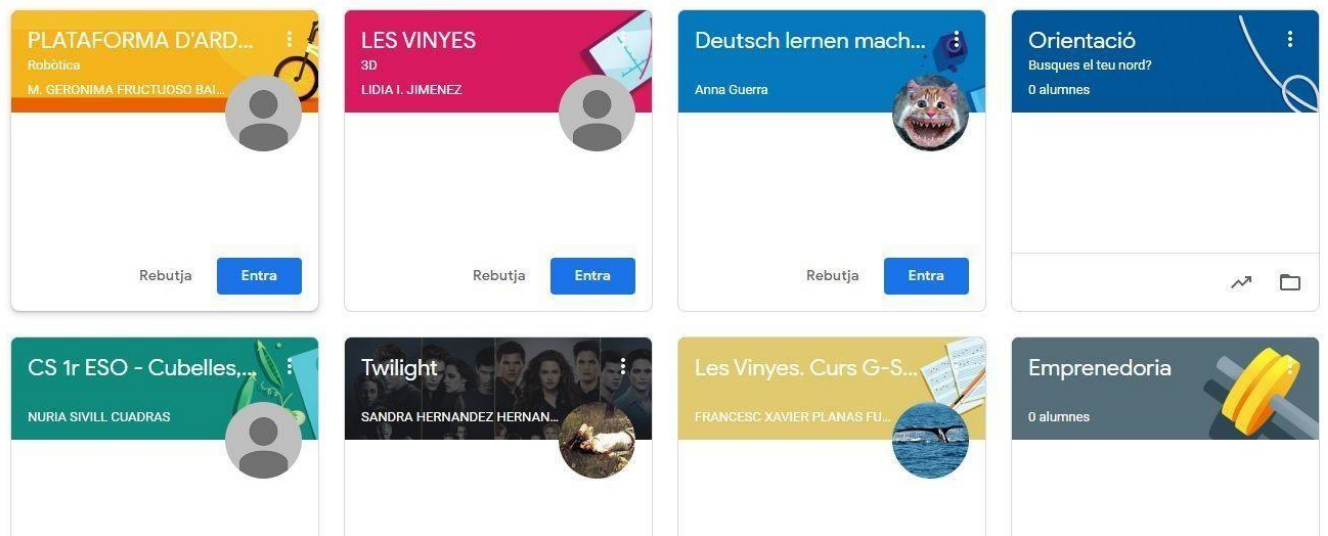 PLATAFORMA D'ARD...
Robòtica
M. GERONIMA FRUCTUOSO BAI...
Rebutja
Entra
LES VINYES
3D
LIDIA I. JIMENEZ
Rebutja
Entra
Deutsch lernen mach...
Anna Guerra
Rebutja
Entra
Orientació
Busques el teu nord?
0 alumnes
CS 1r ESO - Cubelles,...
NURIA SIVILL CUADRAS
Twilight
SANDRA HERNANDEZ HERNAN...
Les Vinyes. Curs G-S...
FRANCESC XAVIER PLANAS FU...
Emprenedoria
0 alumnes